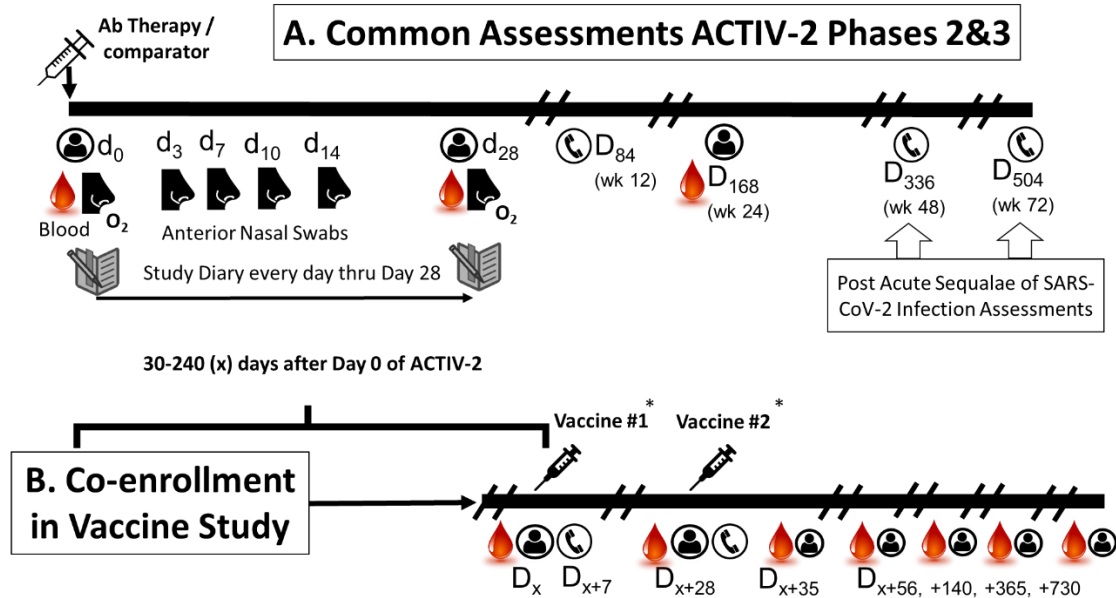 Ab Therapy /
comparator
A. Common Assessments ACTIV-2 Phases 2&3
d0 d3 d7 d10 d14 d28 D84 D168 D336 D504
(wk 12) (wk 24) (wk 48) (wk 72)
Blood O2 O2
Anterior Nasal Swabs
Study Diary every day thru Day 28
Post Acute Sequalae of SARS-
CoV-2 Infection Assessments
30-240 (x) days after Day 0 of ACTIV-2
Vaccine #1* Vaccine #2*
B. Co-enrollment
in Vaccine Study
Dx Dx+7 Dx+28 Dx+35 Dx+56, +140, +365, +730